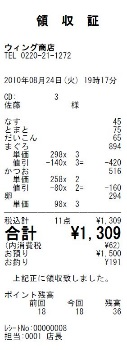 領 収 証
ウィング商店
TEL 0220-21-1272
2010年08月24日(火) 19時17分
CD: 3
佐藤 様
なす 45
とまと 75
だいこん 65
まぐろ 894
単価 298x 3
値引 -140x 3= -420
かつお 516
単価 258x 2
値引 -80x 2= -160
卵 294
単価 98x 3
税込計 11点 ¥1,309
合計 ¥1,309
(内消費税 ¥62)
お預り ¥1,500
お釣り ¥191
上記正に領収致しました。
ポイント残高
前回 今回 残高
18 18 36
レシートNo:00000008
担当:0001 店長